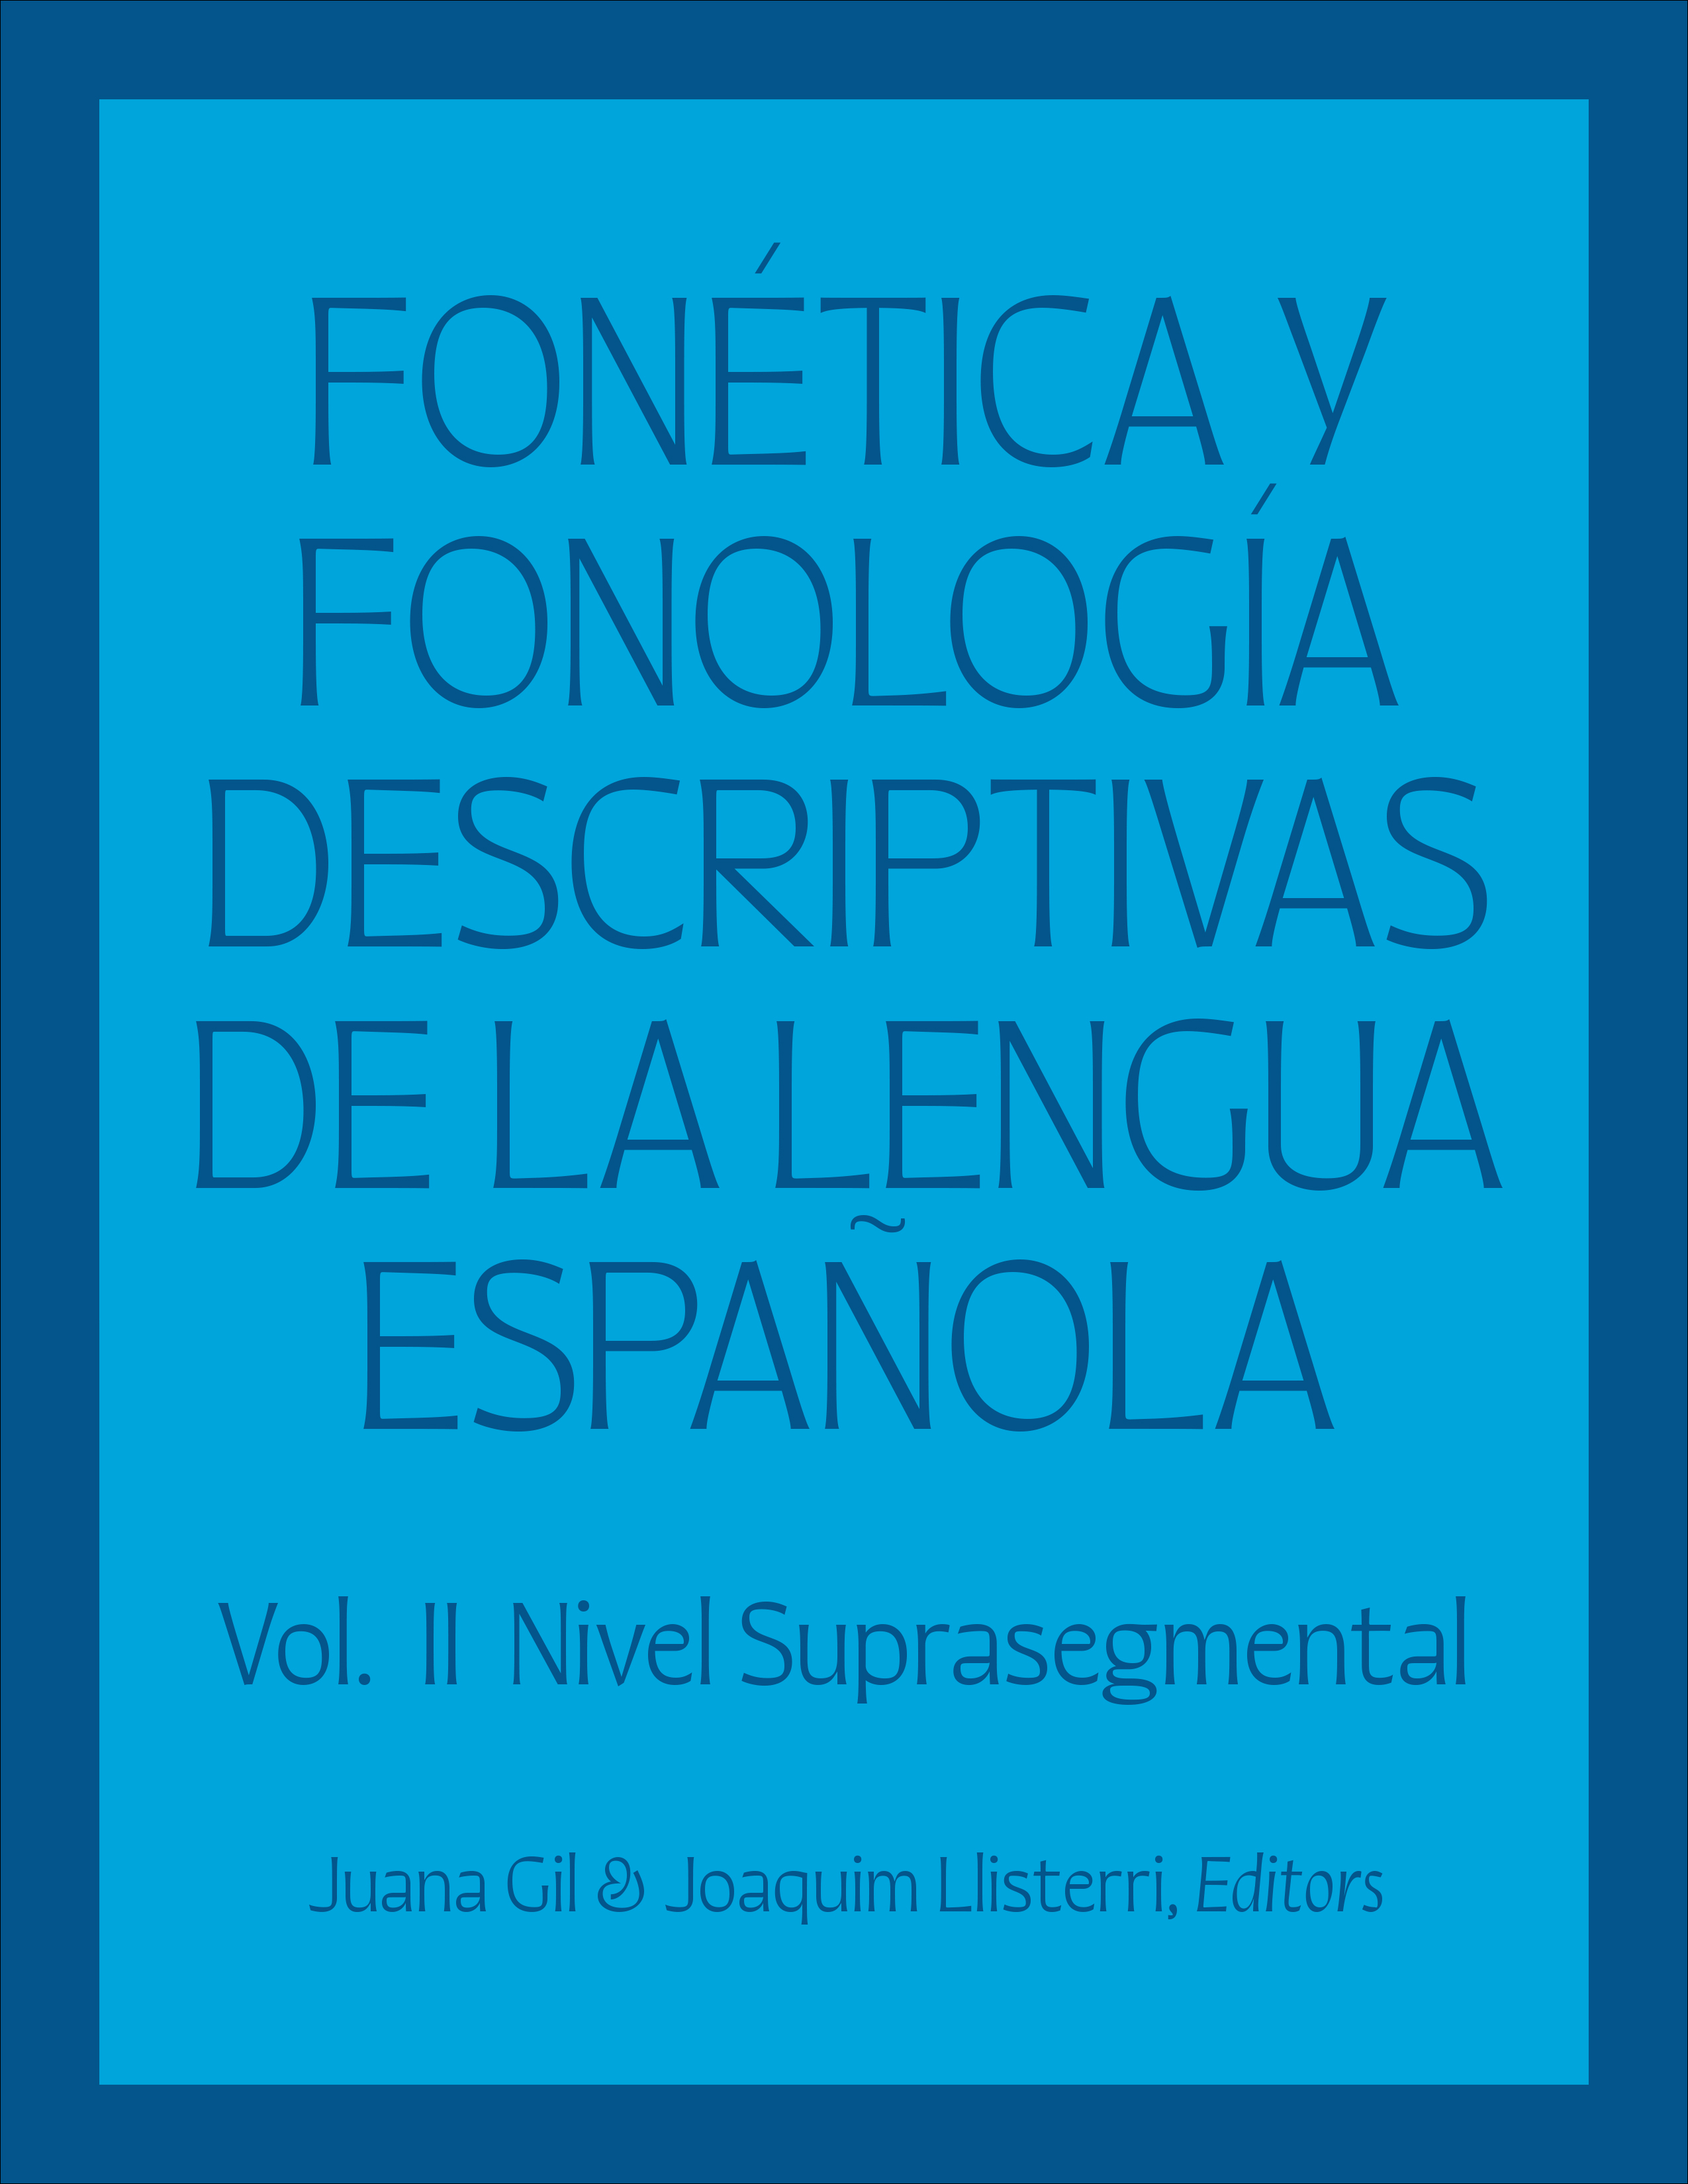 FONÉTICA Y
FONOLOGÍA
DESCRIPTIVAS
DE LA LENGUA
ESPAÑOLA
Vol. II Nivel Suprasegmental
Juana Gil & Joaquim Llisterri, Editors